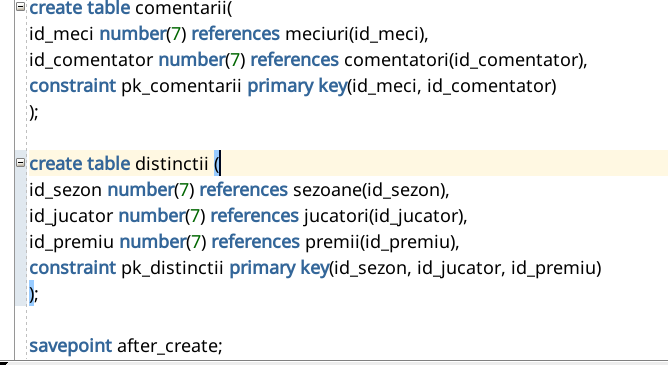 create table comentarii(
id_meci number(7) references meciuri(id_meci),
id_comentator number(7) references comentatori(id_comentator),
constraint pk_comentarii primary key(id_meci, id_comentator)
);
create table distinctii (
id_sezon number(7) references sezoane(id_sezon),
id_jucator number(7) references jucatori(id_jucator),
id_premiu number(7) references premii(id_premiu),
constraint pk_distinctii primary key(id_sezon, id_jucator, id_premiu)
);
savepoint after_create;